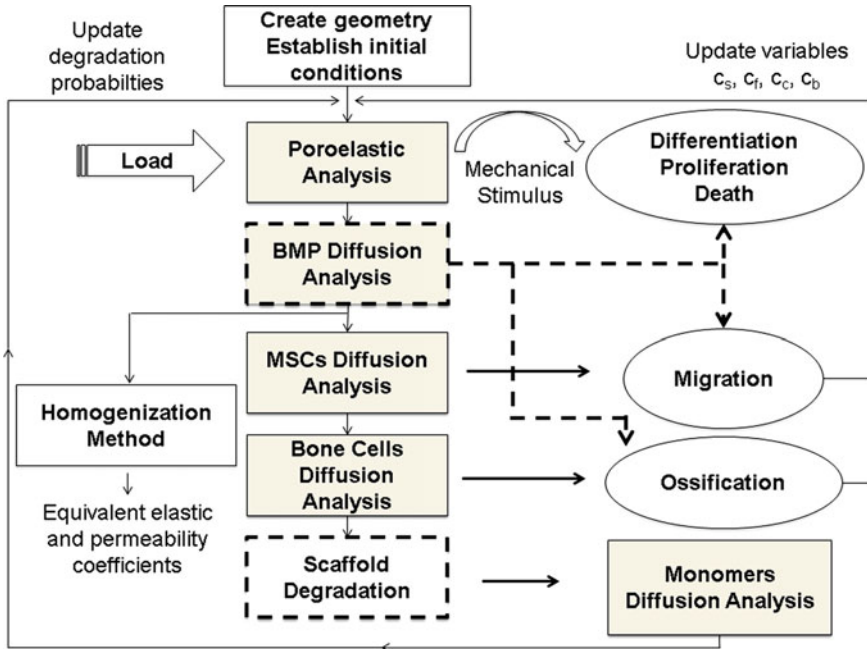 Update
degradation
probabilties
Create geometry
Establish initial
conditions
Update variables
cs, cf, cc, cb
Load
Poroelastic
Analysis
Mechanical
Stimulus
Differentiation
Proliferation
Death
BMP Diffusion
Analysis
MSCs Diffusion
Analysis
Migration
Homogenization
Method
Bone Cells
Diffusion
Analysis
Ossification
Equivalent elastic
and permeability
coefficients
Scaffold
Degradation
Monomers
Diffusion Analysis